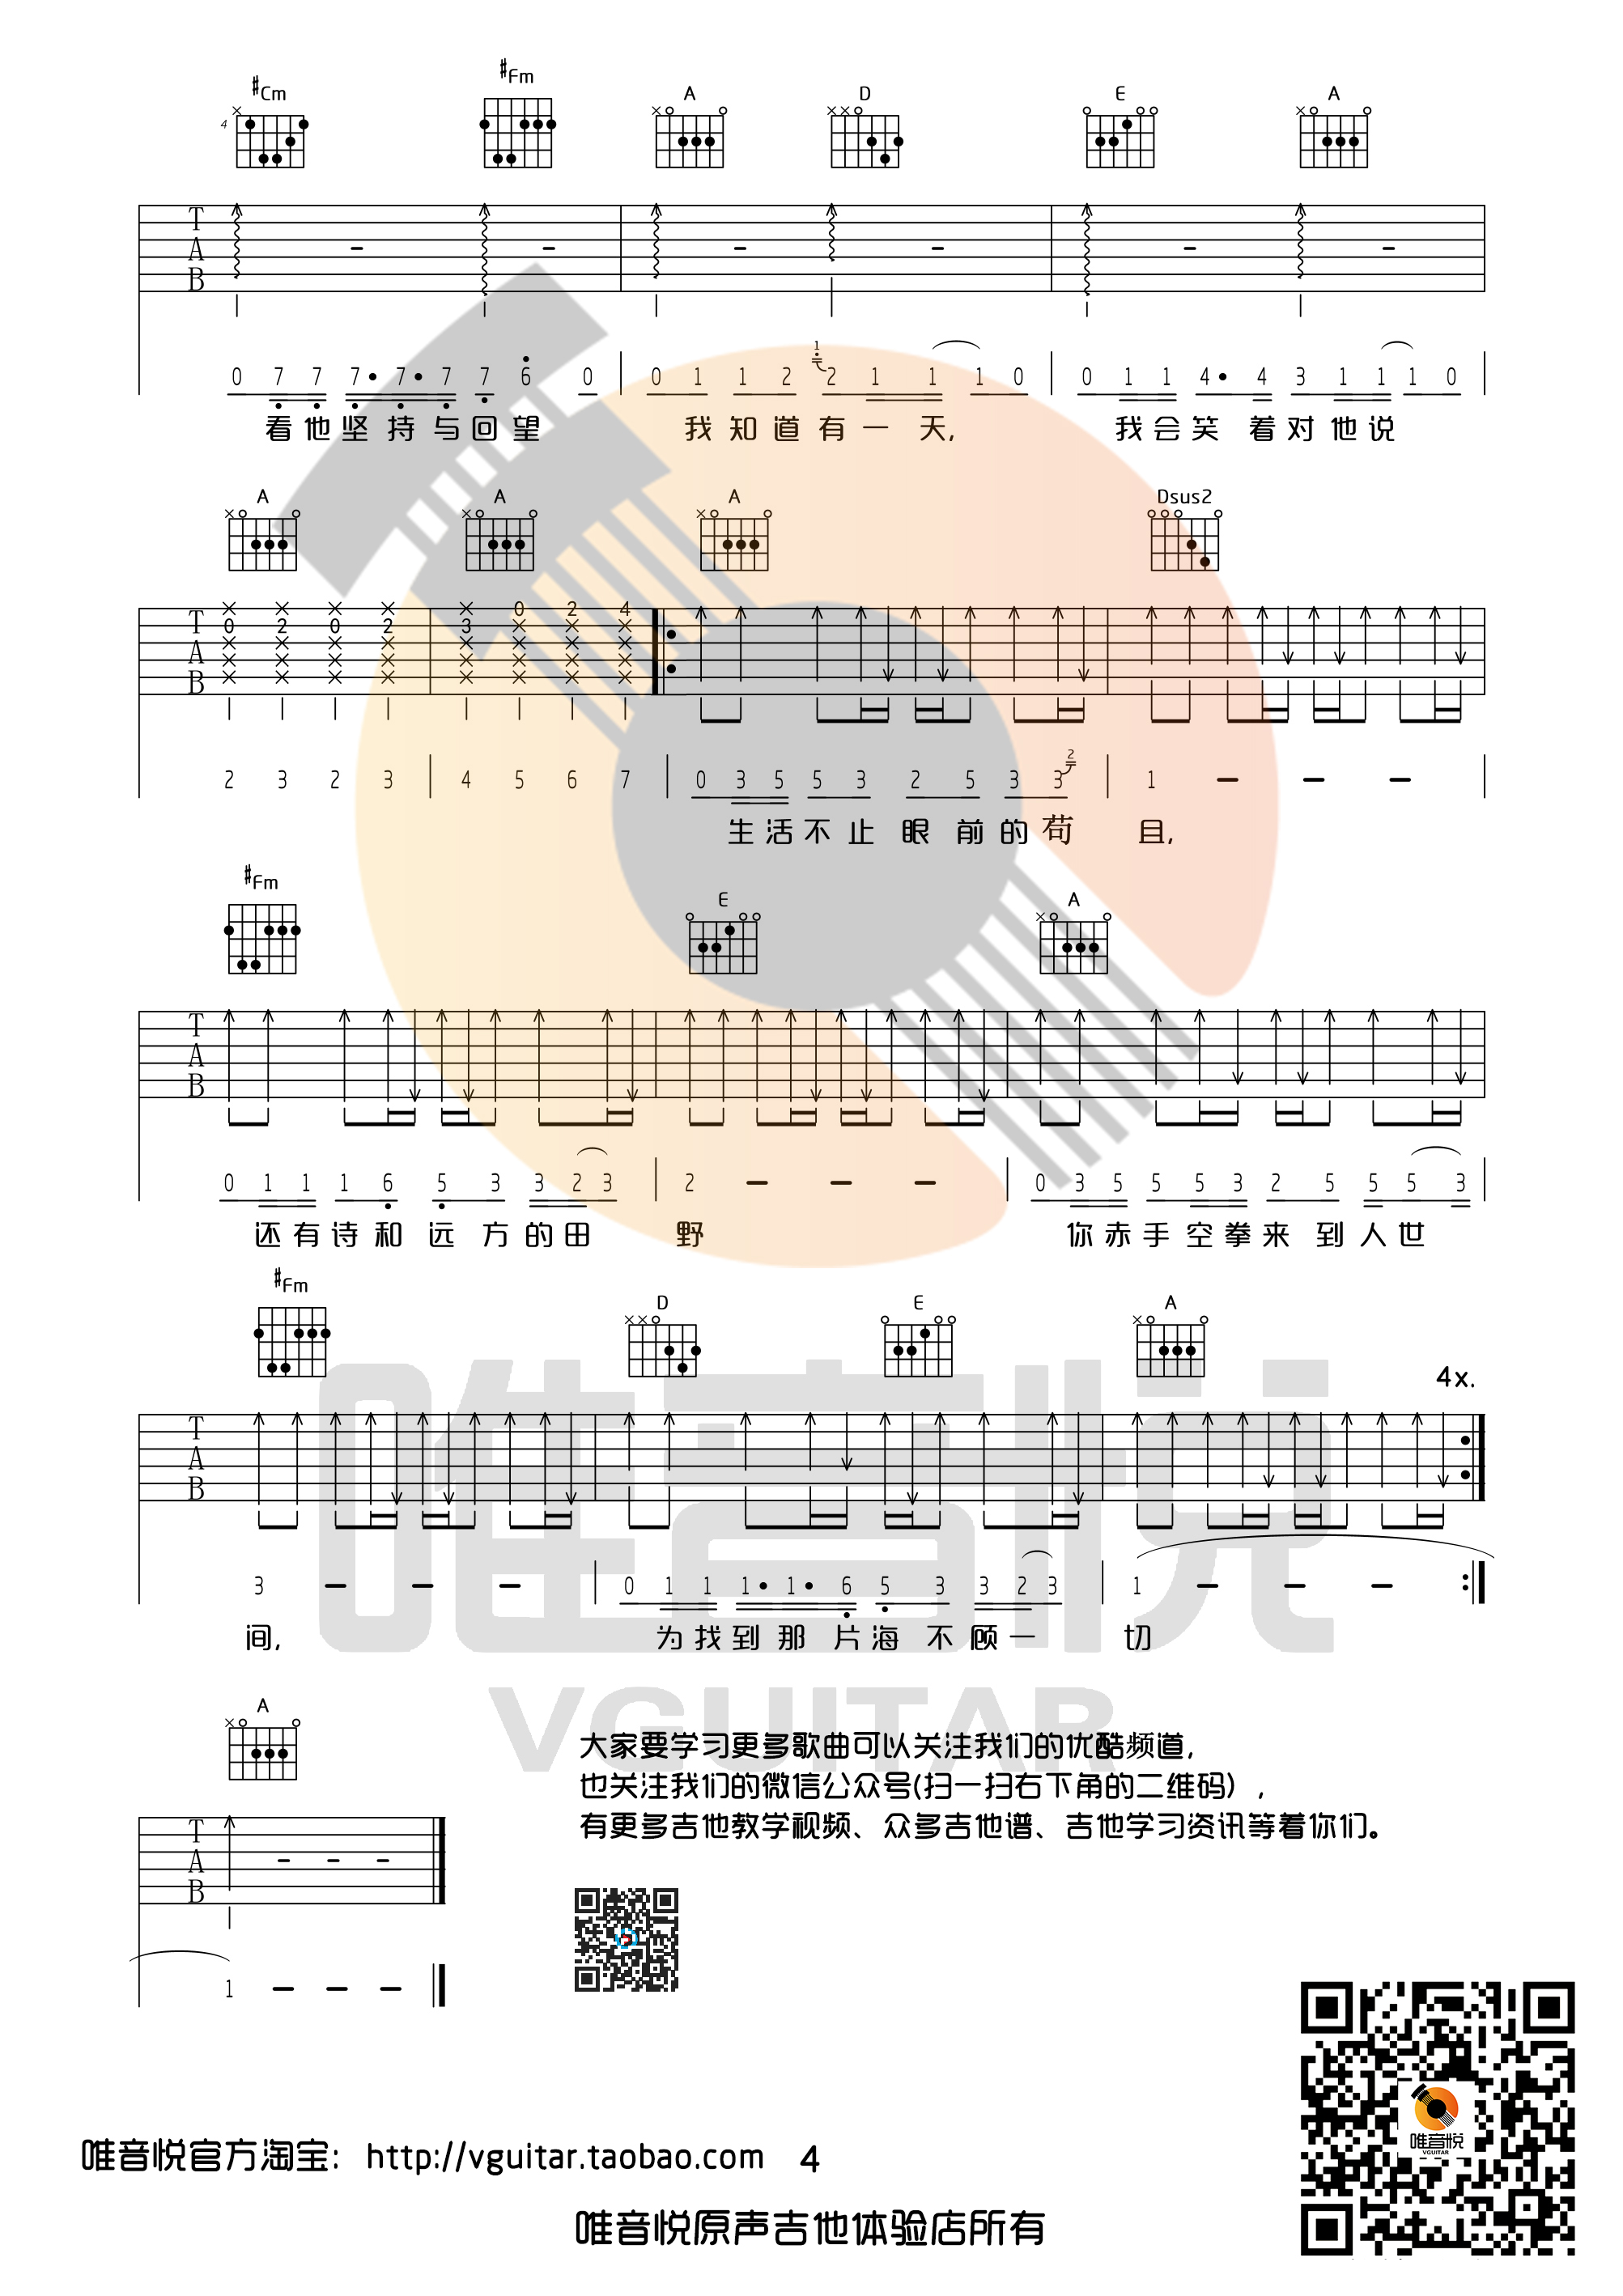 #Cm #Fm A D E A
4
T A B
0 7 7 7 • 7 • 7 7 6 0 0 1 1 2 1 2 1 1 1 0 0 1 1 4 • 4 3 1 1 1 0
看他坚持与回望 我知道有一天, 我会笑着对他说
A A A Dsus2
T A B
0 2 0 2 3 0 2 4
2 3 2 3 4 5 6 7 0 3 5 5 3 2 5 3 3 2 1 – – –
生活不止眼前的苟且,
#Fm E A
T A B
0 1 1 1 6 5 3 3 2 3 2 – – – 0 3 5 5 5 3 2 5 5 5 3
还有诗和远方的田野 你赤手空拳来到人世
#Fm D E A
4x.
T A B
3 – – – 0 1 1 1 • 1 • 6 5 3 3 2 3 1 – – –
间, 为找到那片海不顾一切
唯音悦
VGUITAR
A
T A B
1 – – –
大家要学习更多歌曲可以关注我们的优酷频道,
也关注我们的微信公众号(扫一扫右下角的二维码) ,
有更多吉他教学视频、众多吉他谱、吉他学习资讯等着你们。
唯音悦
VGUITAR
唯音悦官方淘宝: http://vguitar.taobao.com 4
唯音悦原声吉他体验店所有